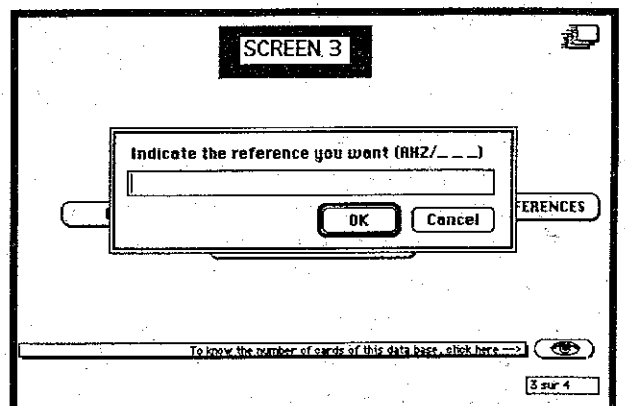 SCREEN 3
Indicate the reference you want (AHZ/___)
OK
Cancel
FERENCES
To know the number of cards of this data base, click here -->
3 sur 4